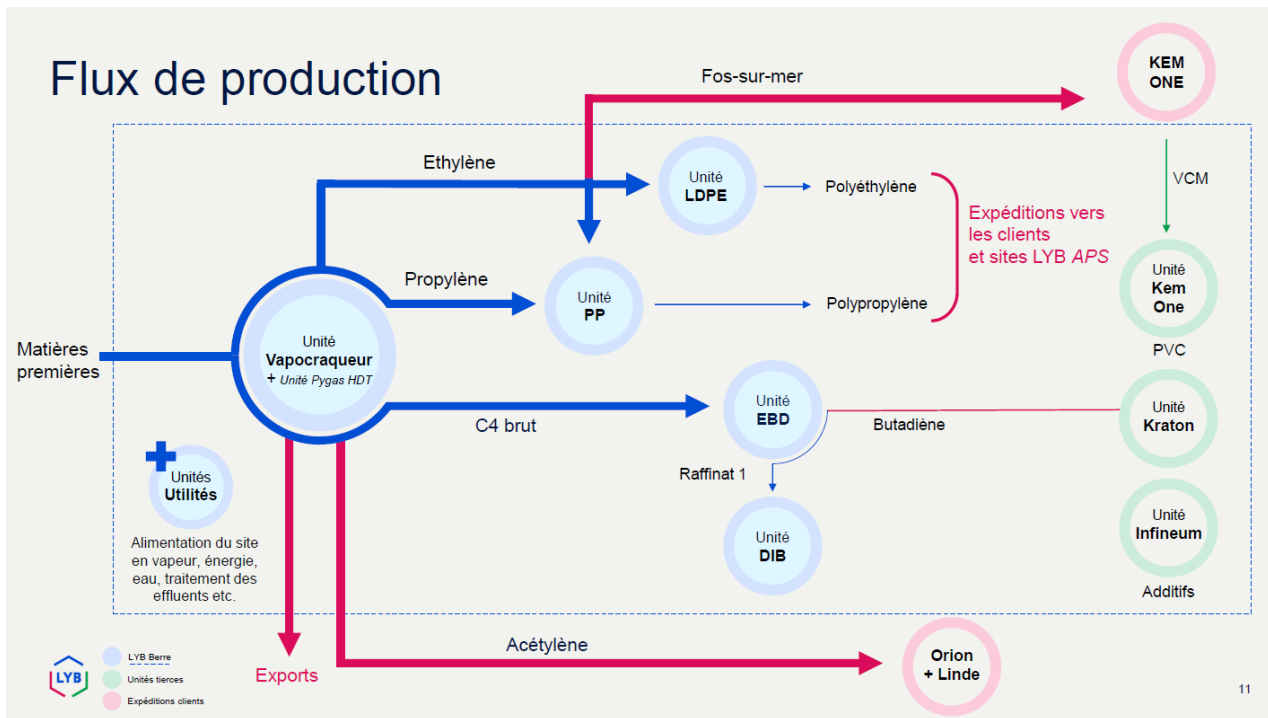 Flux de production
Fos-sur-mer
KEM
ONE
Ethylène
Unité
LDPE
Polyéthylène
VCM
Expéditions vers
les clients
et sites LYB APS
Propylène
Unité
PP
Polypropylène
Unité
Kem
One
PVC
Matières
premières
Unité
Vapocraqueur
+ Unité Pygas HDT
C4 brut
Unité
EBD
Butadiène
Unité
Kraton
Raffinat 1
Unités
Utilités
Unité
DIB
Unité
Infineum
Alimentation du site
en vapeur, énergie,
eau, traitement des
effluents etc.
Additifs
Acétylène
Exports
Orion
+ Linde
LYB
LYB Berre
Unités tierces
Expéditions clients
11